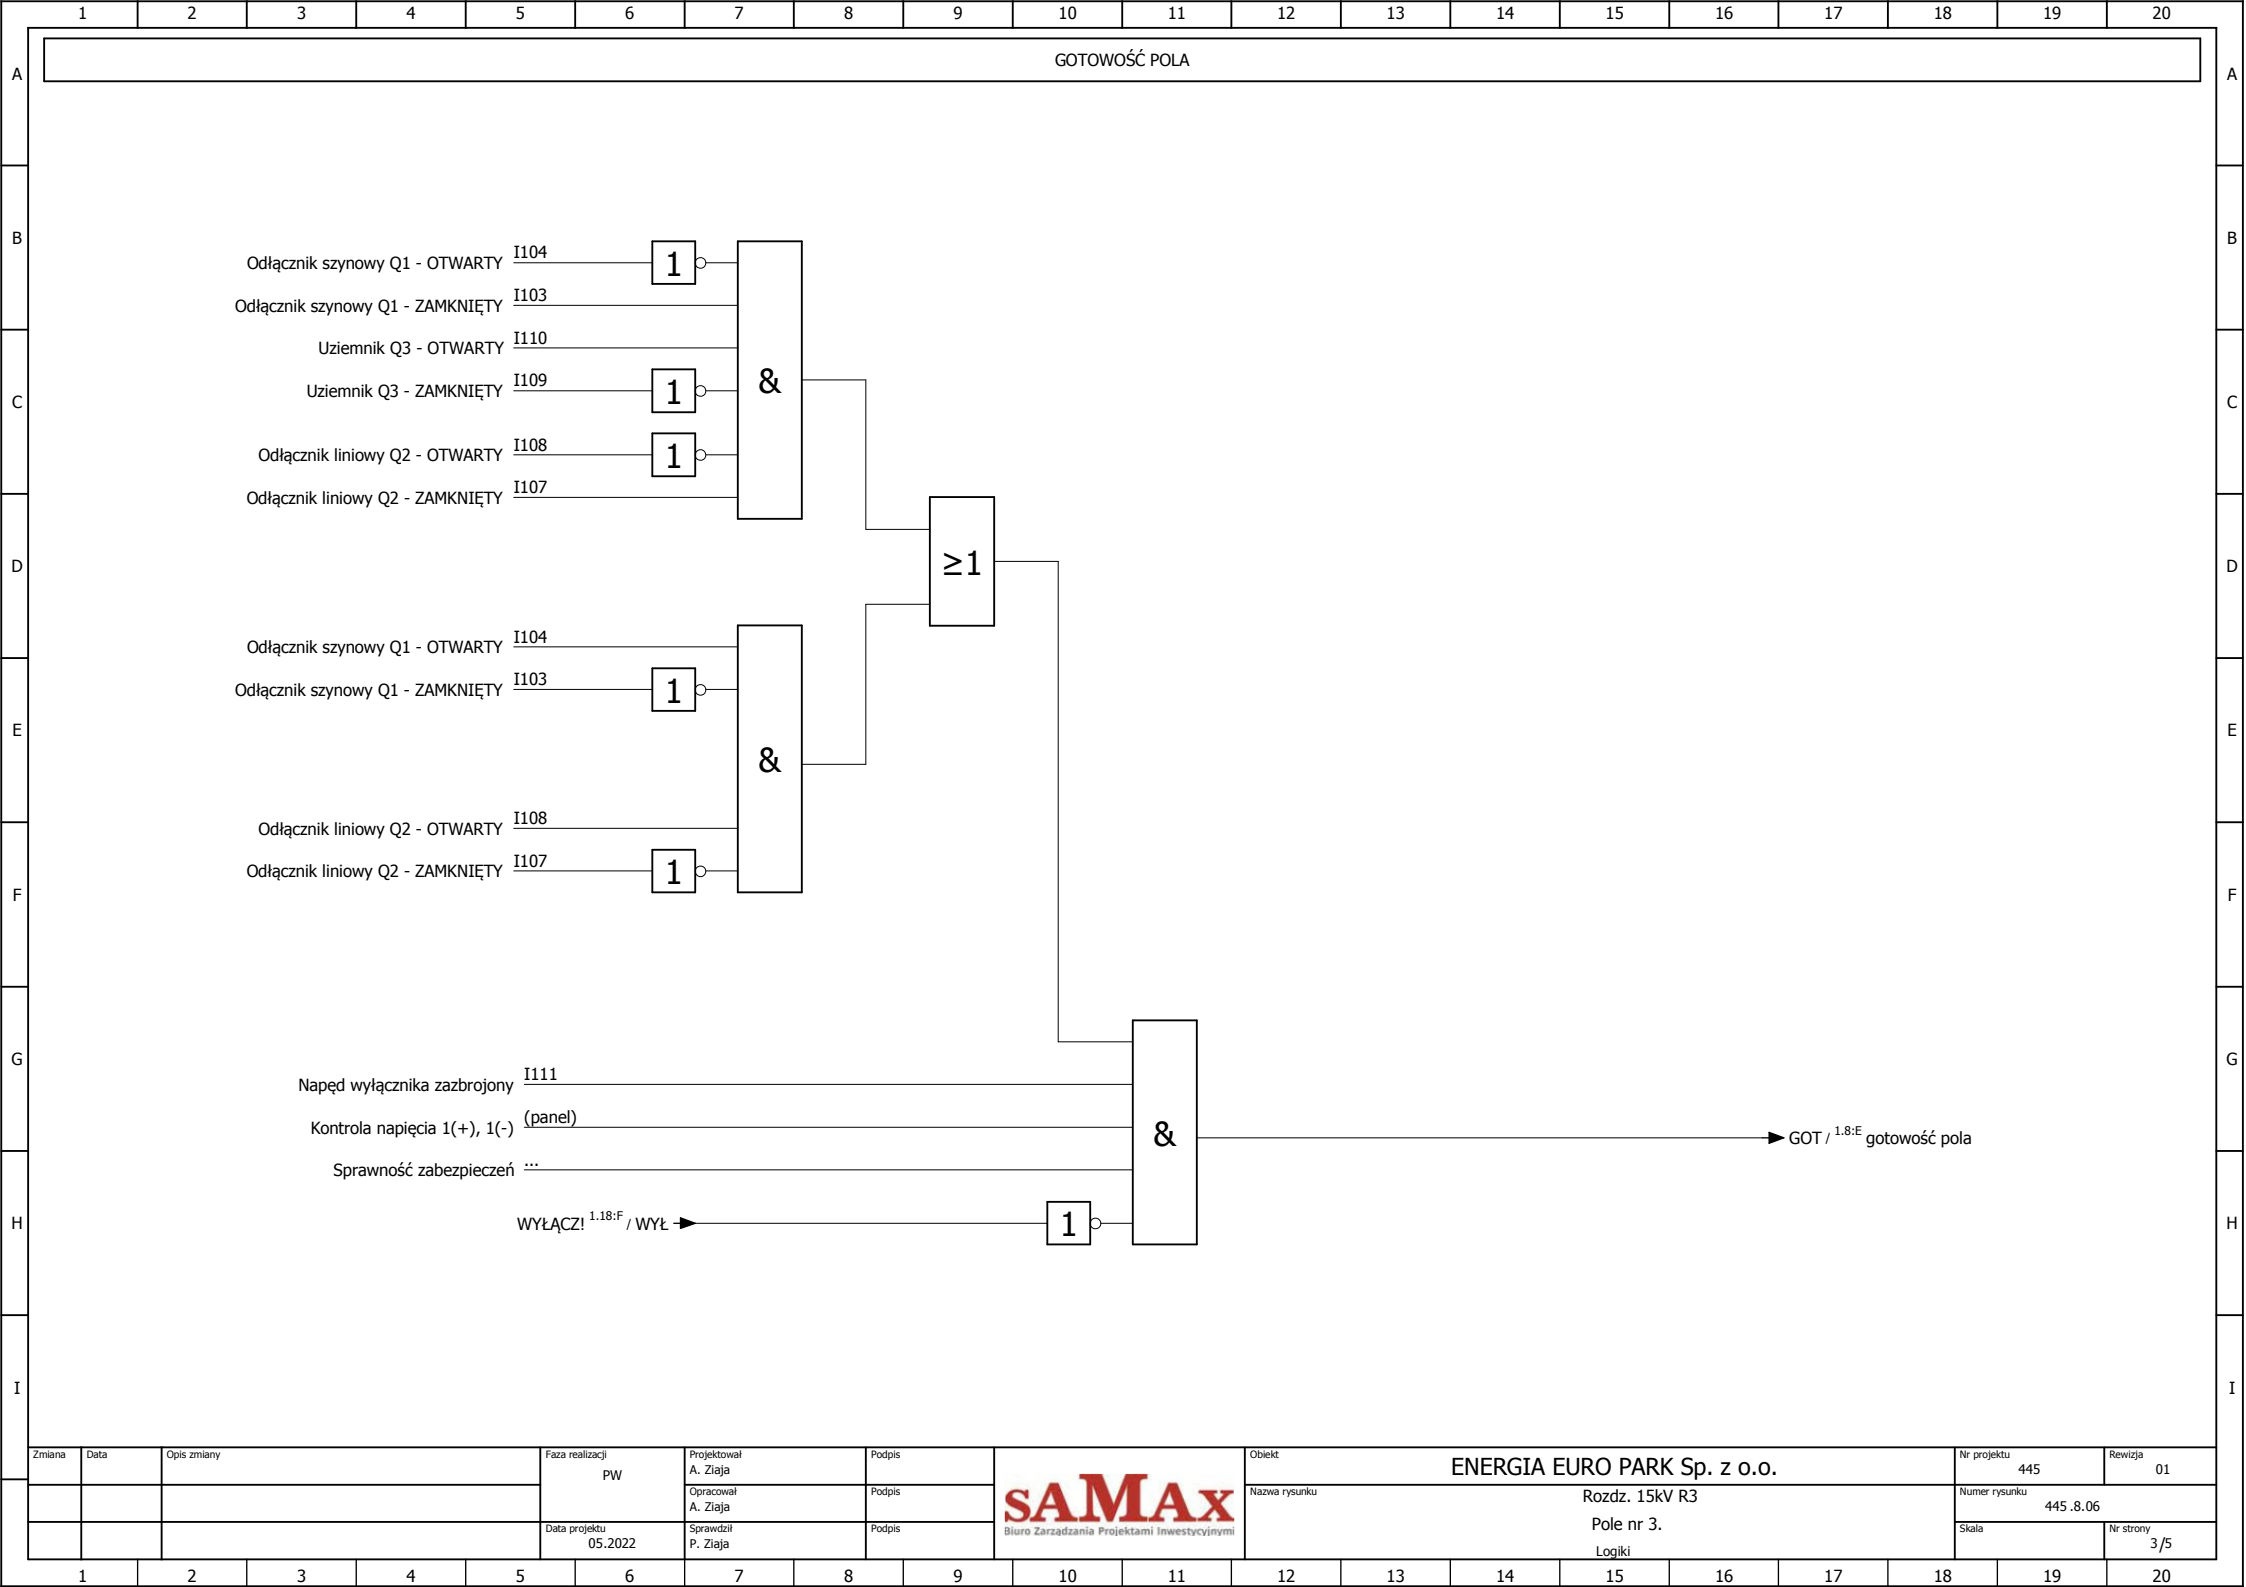 1 2 3 4 5 6 7 8 9 10 11 12 13 14 15 16 17 18 19 20
GOTOWOŚĆ POLA
A A
B B
Odłącznik szynowy Q1 - OTWARTY I104 1
Odłącznik szynowy Q1 - ZAMKNIĘTY I103
Uziemnik Q3 - OTWARTY I110
&
Uziemnik Q3 - ZAMKNIĘTY I109 1
C C
Odłącznik liniowy Q2 - OTWARTY I108 1
Odłącznik liniowy Q2 - ZAMKNIĘTY I107
≥1
D D
Odłącznik szynowy Q1 - OTWARTY I104
Odłącznik szynowy Q1 - ZAMKNIĘTY I103 1
E E
&
Odłącznik liniowy Q2 - OTWARTY I108
Odłącznik liniowy Q2 - ZAMKNIĘTY I107 1
F F
G G
Napęd wyłącznika zazbrojony I111
Kontrola napięcia 1(+), 1(-) (panel)
& GOT / 1.8:E gotowość pola
Sprawność zabezpieczeń ...
H H
WYŁĄCZ! 1.18:F / WYŁ 1
I I
Zmiana Data Opis zmiany Faza realizacji Projektował Podpis Obiekt Nr projektu Rewizja
PW A. Ziaja ENERGIA EURO PARK Sp. z o.o. 445 01
Opracował Podpis Nazwa rysunku Numer rysunku
A. Ziaja Rozdz. 15kV R3 445 .8.06
SAMAX
Biuro Zarządzania Projektami Inwestycyjnymi
Pole nr 3.
Data projektu Sprawdził Podpis Skala Nr strony
05.2022 P. Ziaja Logiki 3 /5
1 2 3 4 5 6 7 8 9 10 11 12 13 14 15 16 17 18 19 20